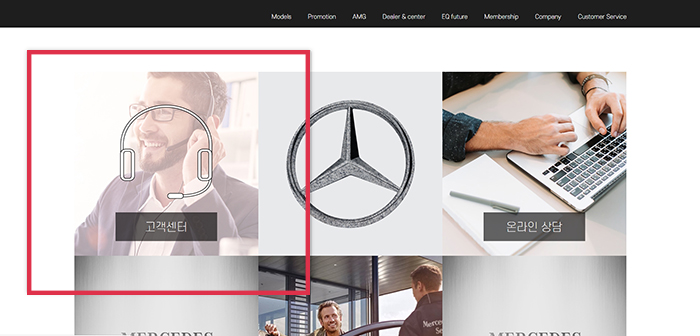 Models Promotion AMG Dealer & center EQ future Membership Company Customer Service
고객센터
온라인 상담
Mercedes
MERCEDES MERCEDES